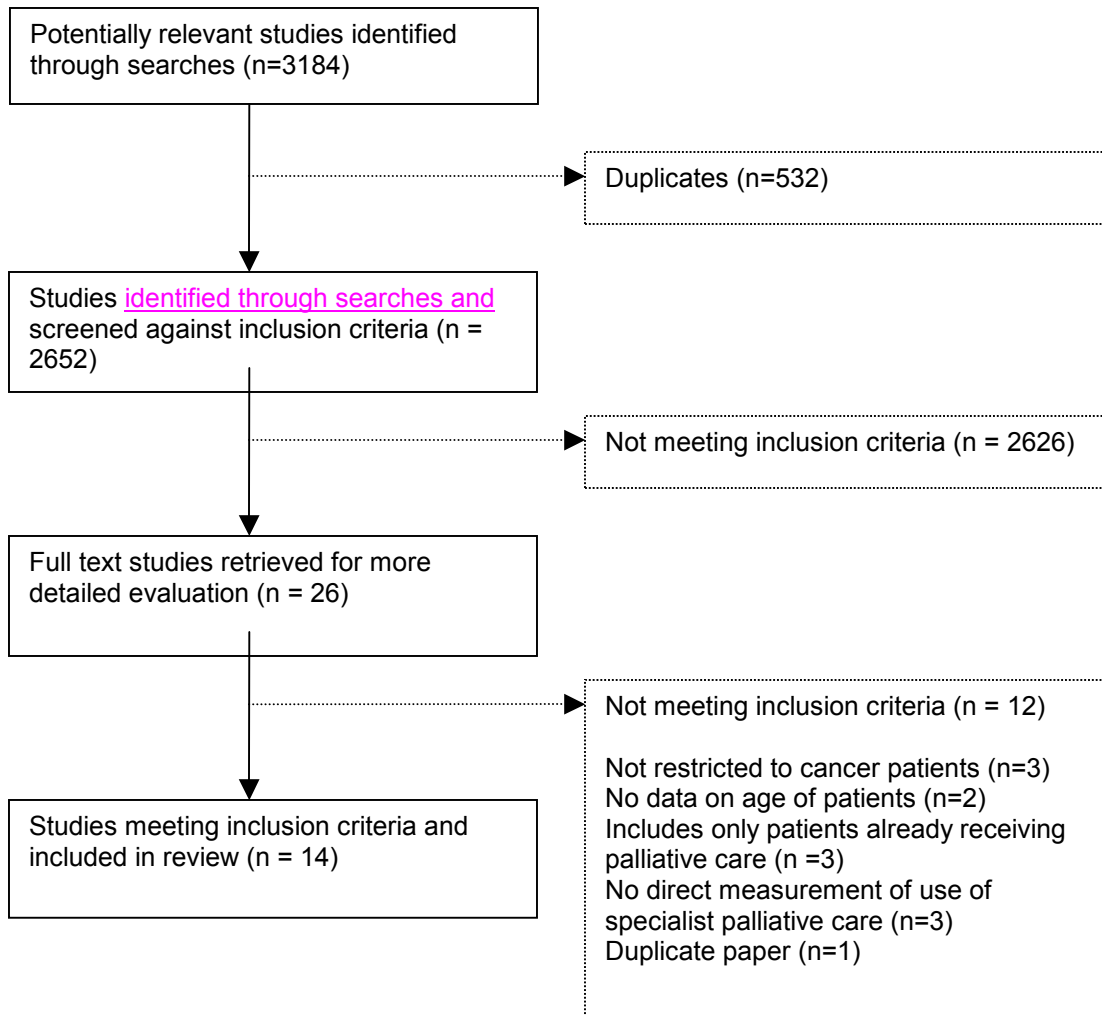 Potentially relevant studies identified
through searches (n=3184)
Duplicates (n=532)
Studies identified through searches and
screened against inclusion criteria (n =
2652)
Not meeting inclusion criteria (n = 2626)
Full text studies retrieved for more
detailed evaluation (n = 26)
Not meeting inclusion criteria (n = 12)
Not restricted to cancer patients (n=3)
No data on age of patients (n=2)
Includes only patients already receiving
palliative care (n =3)
No direct measurement of use of
specialist palliative care (n=3)
Duplicate paper (n=1)
Studies meeting inclusion criteria and
included in review (n = 14)